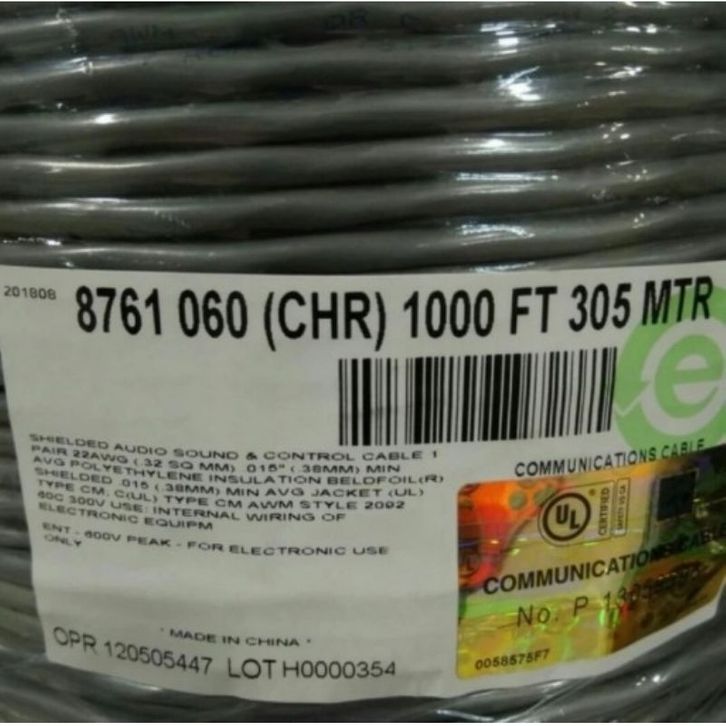 201808
8761 060 (CHR) 1000 FT 305 MTR
e
SHIELDED AUDIO SOUND & CONTROL CABLE 1
PAIR 22AWG (.32 SQ MM) .015" (.38MM) MIN
AVG POLYETHYLENE INSULATION BELDFOIL(R)
SHIELDED .015 (.38MM) MIN AVG JACKET (UL)
TYPE CM, C(UL) TYPE CM AWM STYLE 2092
60C 300V USE: INTERNAL WIRING OF
ELECTRONIC EQUIPM
ENT - 600V PEAK - FOR ELECTRONIC USE
ONLY
COMMUNICATIONS CABLE
UL
CERTIFIED
COMMUNICATIONS CABLE
No. P
0058575F7
* MADE IN CHINA *
OPR 120505447 LOT H0000354